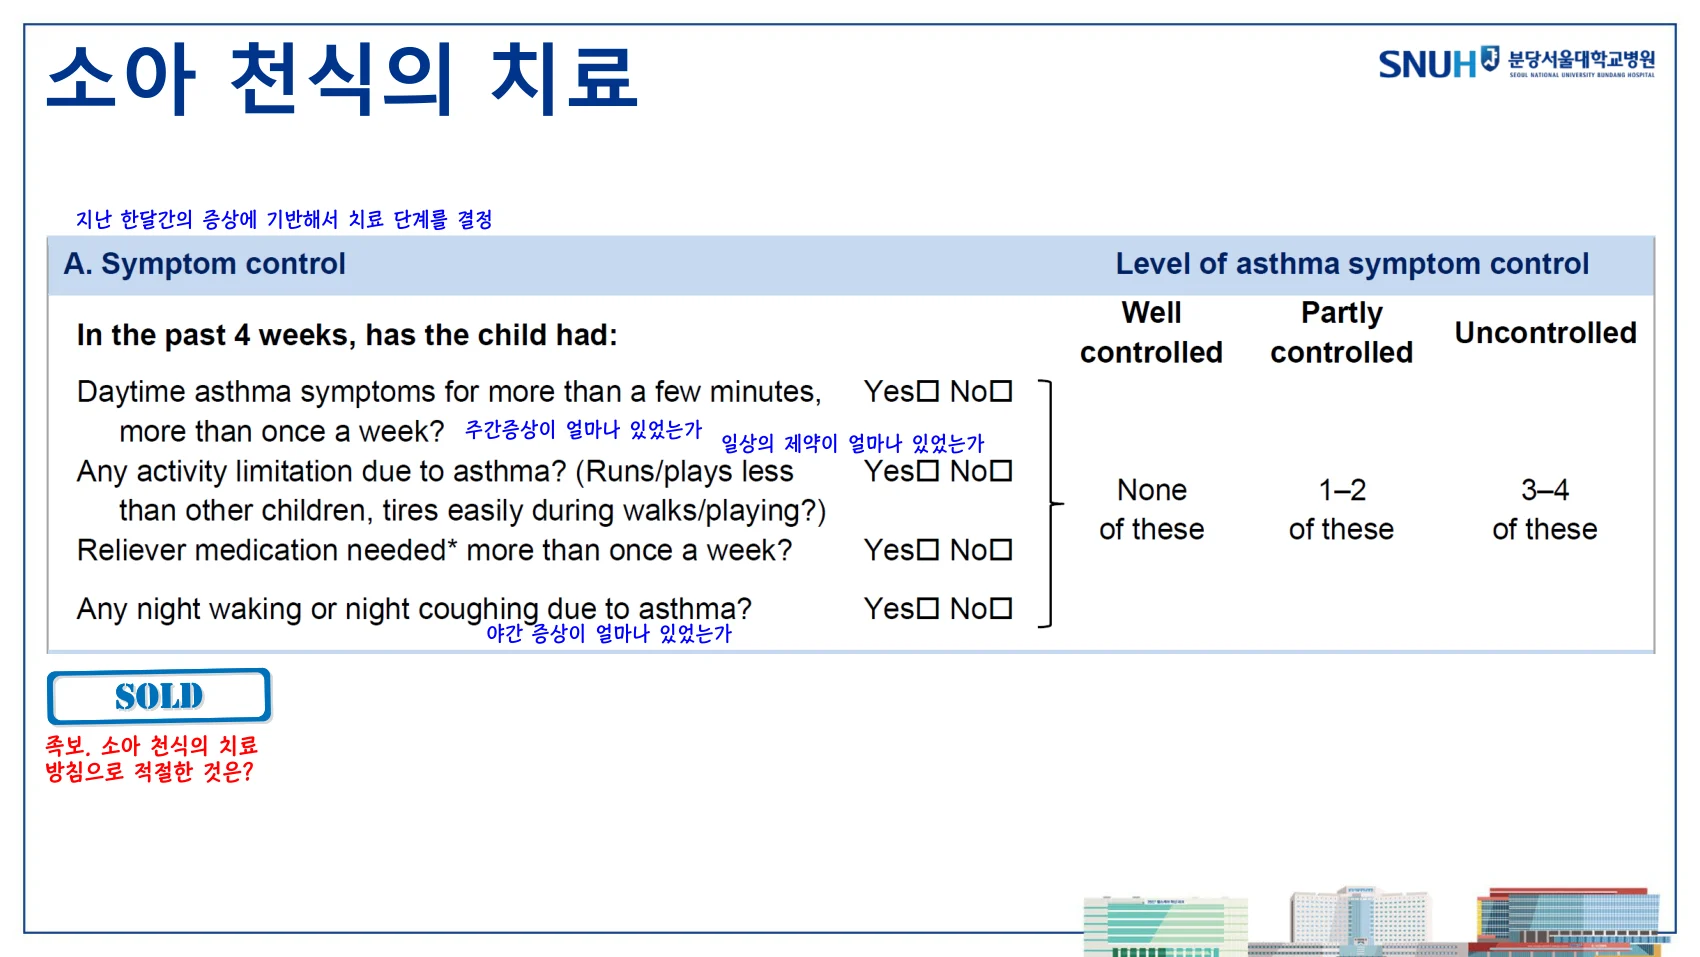 소아 천식의 치료
SNUH 분당서울대학교병원
SEOUL NATIONAL UNIVERSITY BUNDANG HOSPITAL
지난 한달간의 증상에 기반해서 치료 단계를 결정
A. Symptom control
Level of asthma symptom control
In the past 4 weeks, has the child had:
Well controlled
Partly controlled
Uncontrolled
Daytime asthma symptoms for more than a few minutes, Yes☐ No☐
more than once a week? 주간증상이 얼마나 있었는가
일상의 제약이 얼마나 있었는가
Any activity limitation due to asthma? (Runs/plays less Yes☐ No☐
than other children, tires easily during walks/playing?)
None of these
1–2 of these
3–4 of these
Reliever medication needed* more than once a week? Yes☐ No☐
Any night waking or night coughing due to asthma? Yes☐ No☐
야간 증상이 얼마나 있었는가
SOLD
족보. 소아 천식의 치료
방침으로 적절한 것은?